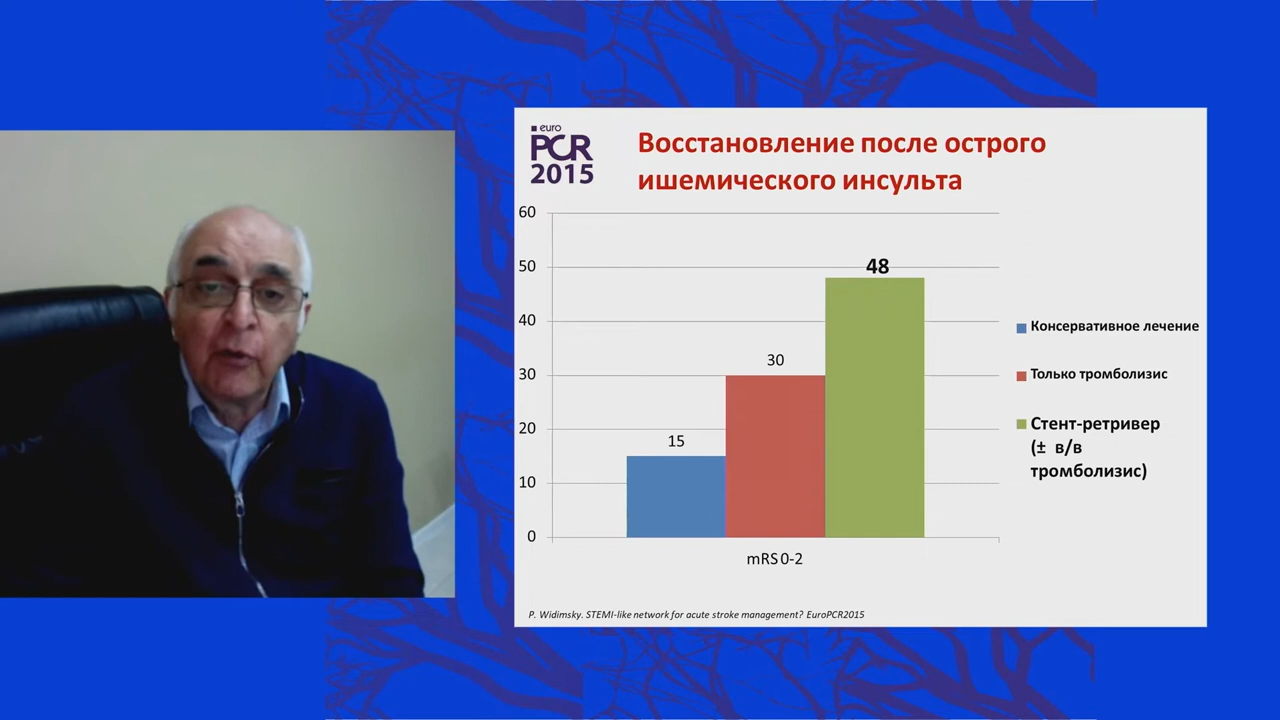 euro
PCR
2015
Восстановление после острого
ишемического инсульта
60
50
40
30
20
10
0
15
30
48
mRS 0-2
Консервативное лечение
Только тромболизис
Стент-ретривер
(± в/в
тромболизис)
P. Widimsky. STEMI-like network for acute stroke management? EuroPCR2015